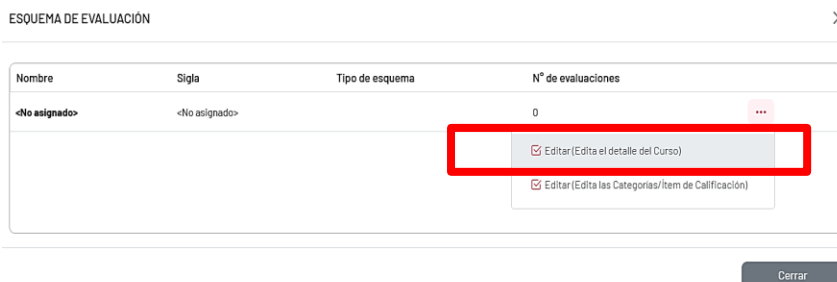 ESQUEMA DE EVALUACIÓN
Nombre Sigla Tipo de esquema N° de evaluaciones
<No asignado> <No asignado> 0 ...
Editar (Edita el detalle del Curso)
Editar (Edita las Categorías/Ítem de Calificación)
Cerrar